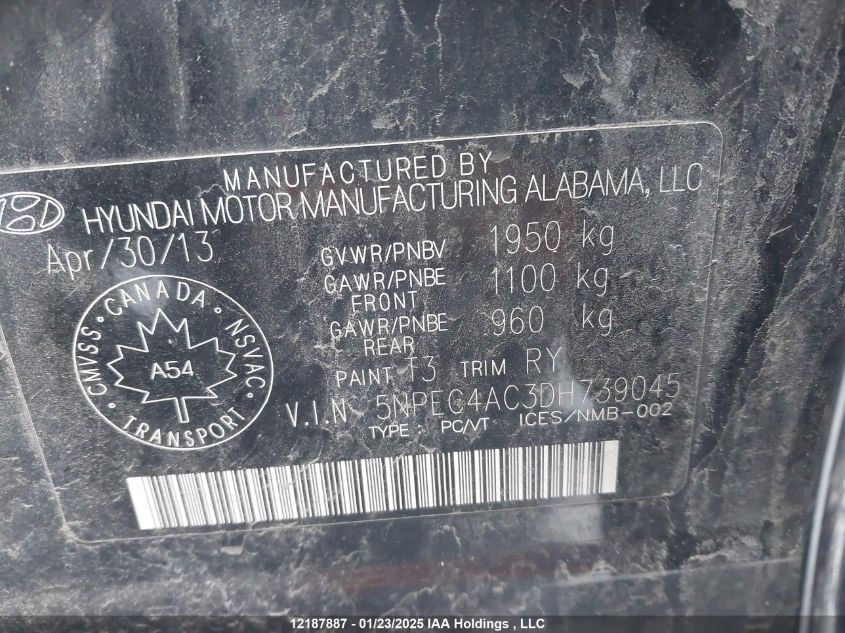 MANUFACTURED BY
HYUNDAI MOTOR MANUFACTURING ALABAMA, LLC
Apr/30/13
GVWR/PNBV 1950 kg
GAWR/PNBE FRONT 1100 kg
GAWR/PNBE REAR 960 kg
PAINT T3 TRIM RY
V.I.N. 5NPEC4AC3DH739045
TYPE: PC/VT ICES/NMB-002
CANADA
CMVSS NSVAC
A54
TRANSPORT
12187887 - 01/23/2025 IAA Holdings , LLC